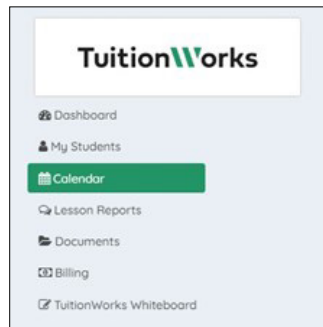 TuitionWorks
Dashboard
My Students
Calendar
Lesson Reports
Documents
Billing
TuitionWorks Whiteboard